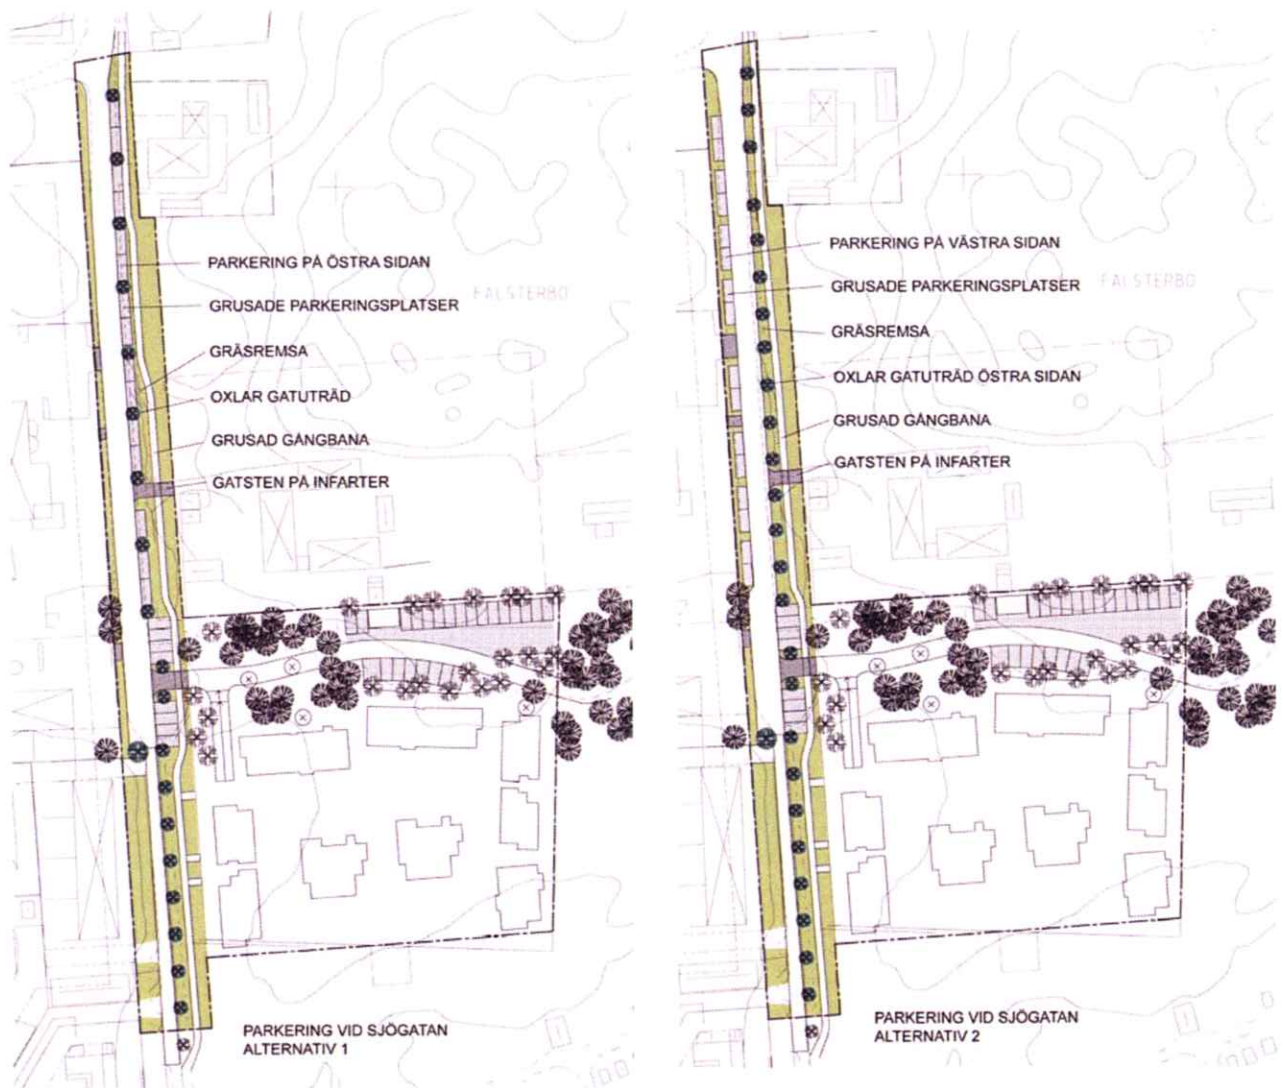 PARKERING PÅ ÖSTRA SIDAN
GRUSADE PARKERINGSPLATSER
FALSTERBO
GRÄSREMSA
OXLAR GATUTRÄD
GRUSAD GÅNGBANA
GATSTEN PÅ INFARTER
PARKERING VID SJÖGATAN
ALTERNATIV 1
PARKERING PÅ VÄSTRA SIDAN
GRUSADE PARKERINGSPLATSER
FALSTERBO
GRÄSREMSA
OXLAR GATUTRÄD ÖSTRA SIDAN
GRUSAD GÅNGBANA
GATSTEN PÅ INFARTER
PARKERING VID SJÖGATAN
ALTERNATIV 2